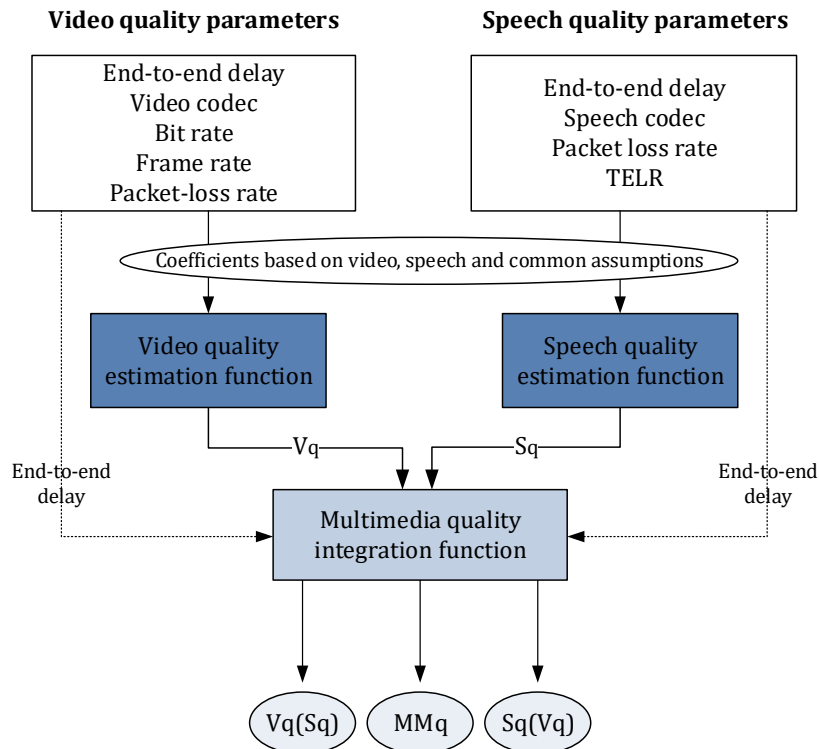 Video quality parameters
Speech quality parameters
End-to-end delay
Video codec
Bit rate
Frame rate
Packet-loss rate
End-to-end delay
Speech codec
Packet loss rate
TELR
Coefficients based on video, speech and common assumptions
Video quality
estimation function
Speech quality
estimation function
Vq
Sq
End-to-end
delay
End-to-end
delay
Multimedia quality
integration function
Vq(Sq)
MMq
Sq(Vq)